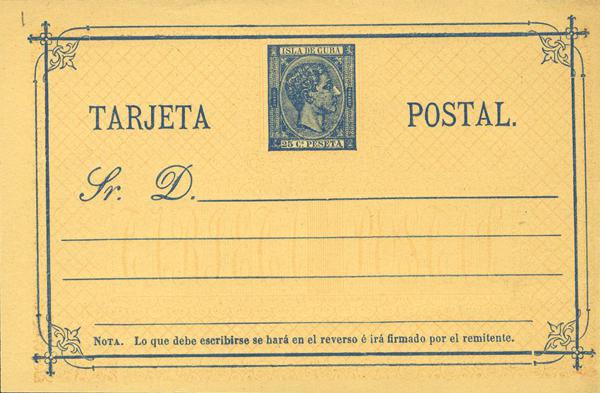 ISLA DE CUBA
25 Cs PESETA
TARJETA POSTAL.
Sr. D.
NOTA. Lo que debe escribirse se hará en el reverso é irá firmado por el remitente.